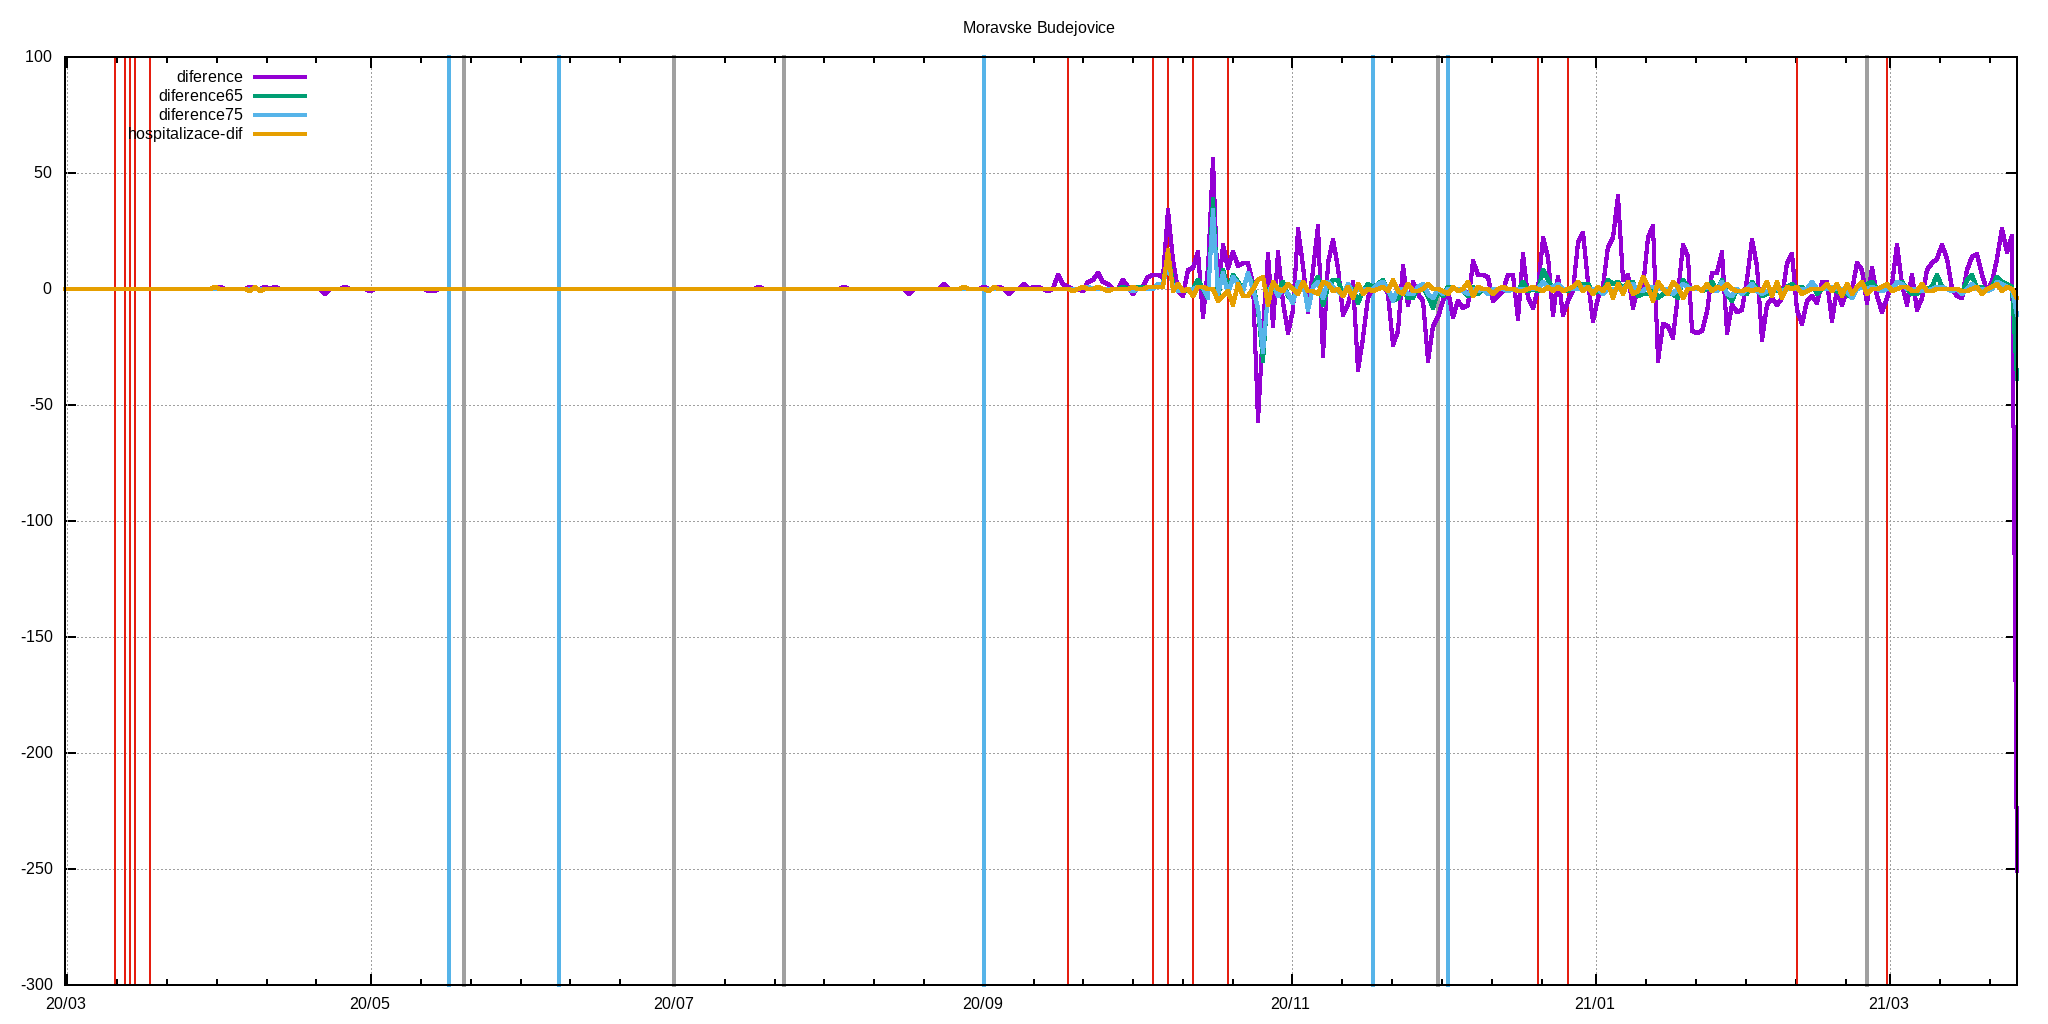 Moravske Budejovice
100
50
0
-50
-100
-150
-200
-250
-300
diference
diference65
diference75
hospitalizace-dif
20/03 20/05 20/07 20/09 20/11 21/01 21/03